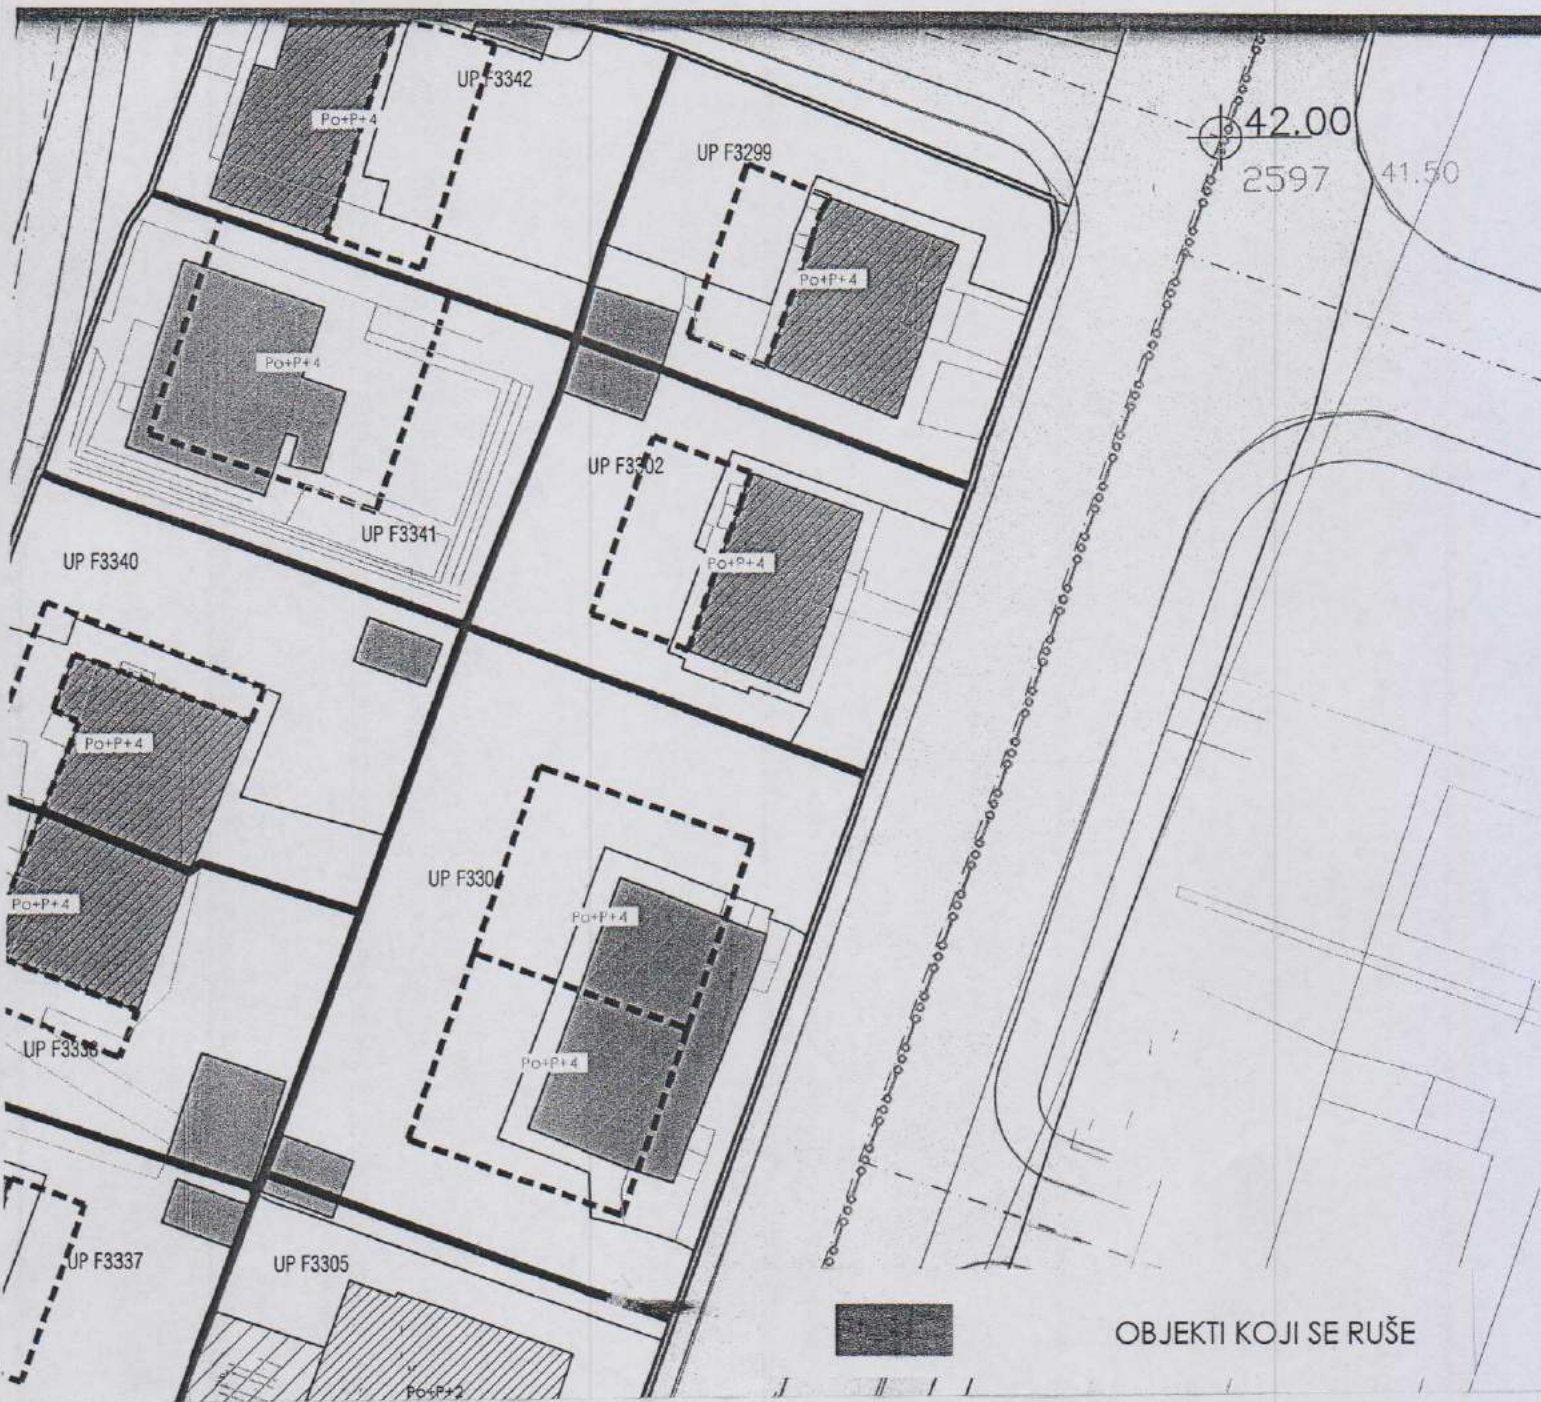 UP F3342
Po+P+4
42.00
UP F3299
2597
41.50
Po+P+4
Po+P+4
UP F3302
UP F3341
Po+P+4
UP F3340
Po+P+4
UP F330
Po+P+4
Po+P+4
UP F3338
Po+P+4
UP F3337
UP F3305
OBJEKTI KOJI SE RUŠE
Po+P+2